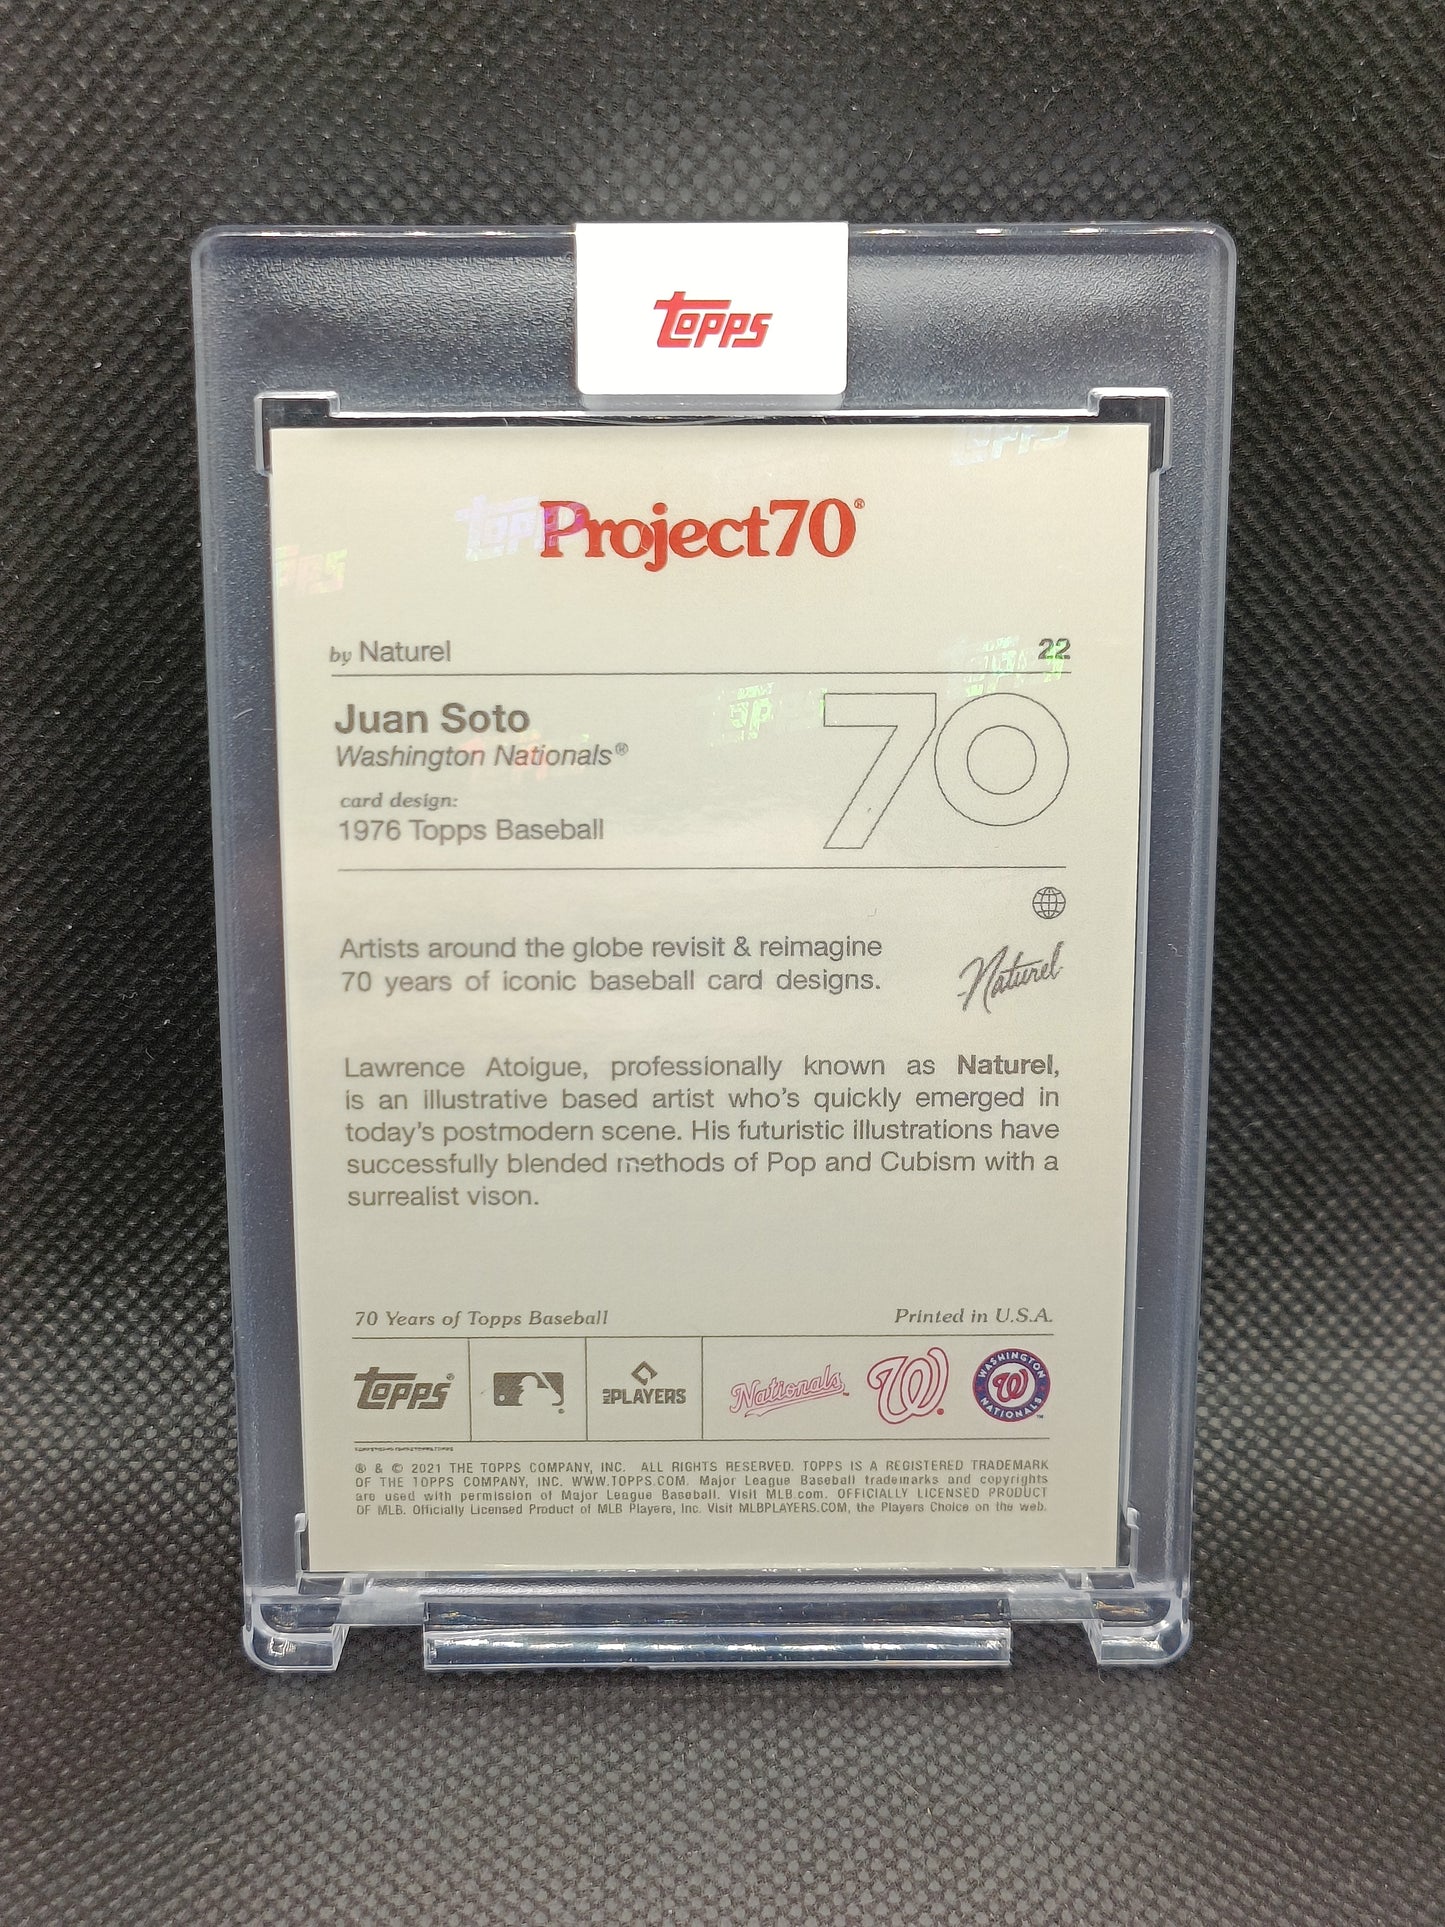 TOPPS
Project70®
by Naturel
22
Juan Soto
Washington Nationals®
70
card design:
1976 Topps Baseball
Artists around the globe revisit & reimagine
70 years of iconic baseball card designs.
Naturel
Lawrence Atoigue, professionally known as Naturel,
is an illustrative based artist who's quickly emerged in
today's postmodern scene. His futuristic illustrations have
successfully blended methods of Pop and Cubism with a
surrealist vison.
70 Years of Topps Baseball
Printed in U.S.A.
TOPPS®
PLAYERS
Nationals
W
WASHINGTON NATIONALS
W
® & © 2021 THE TOPPS COMPANY, INC. ALL RIGHTS RESERVED. TOPPS IS A REGISTERED TRADEMARK
OF THE TOPPS COMPANY, INC. WWW.TOPPS.COM. Major League Baseball trademarks and copyrights
are used with permission of Major League Baseball. Visit MLB.com. OFFICIALLY LICENSED PRODUCT
OF MLB. Officially Licensed Product of MLB Players, Inc. Visit MLBPLAYERS.COM, the Players Choice on the web.